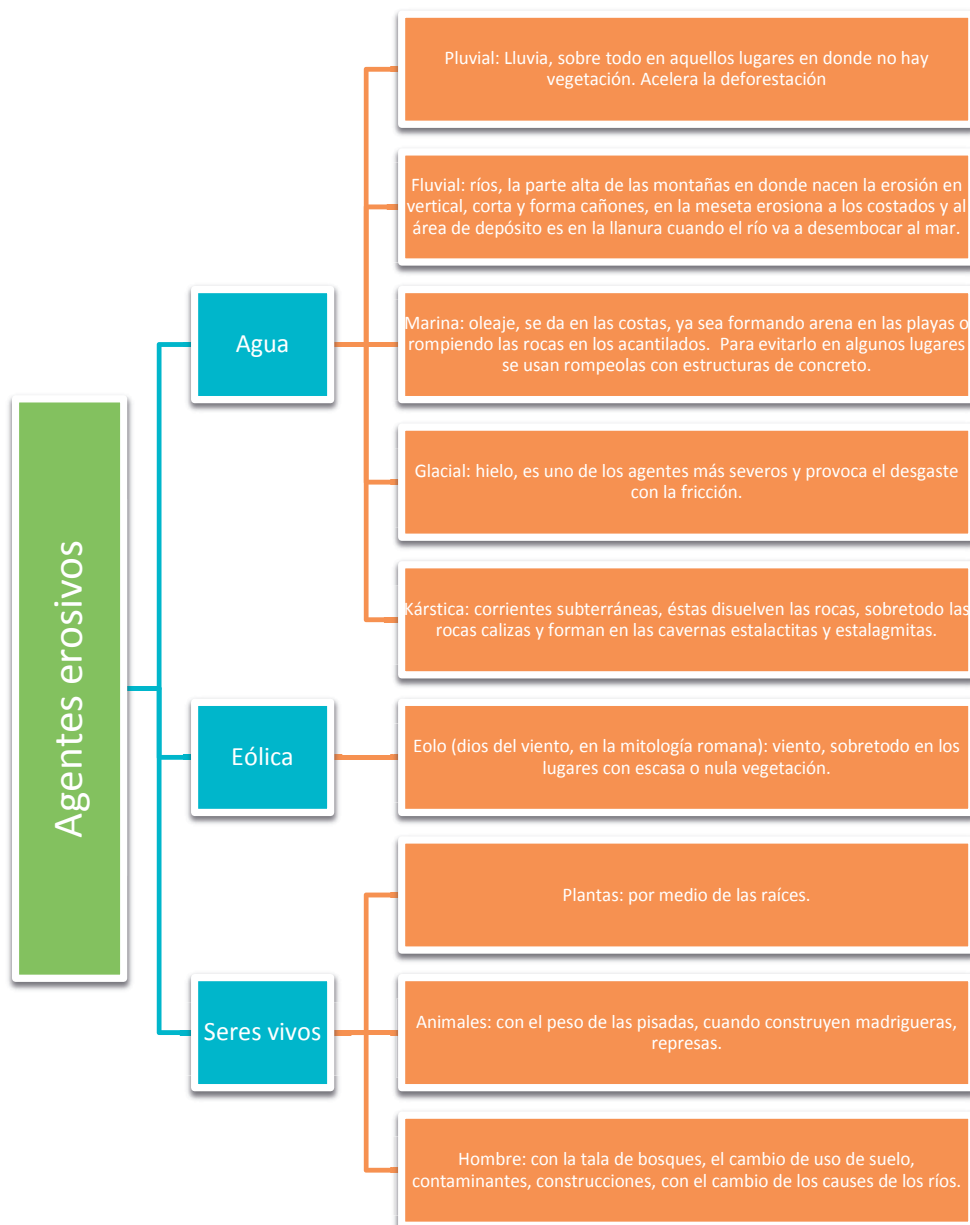 Agentes erosivos
Agua
Pluvial: Lluvia, sobre todo en aquellos lugares en donde no hay
vegetación. Acelera la deforestación
Fluvial: ríos, la parte alta de las montañas en donde nacen la erosión en
vertical, corta y forma cañones, en la meseta erosiona a los costados y al
área de depósito es en la llanura cuando el río va a desembocar al mar.
Marina: oleaje, se da en las costas, ya sea formando arena en las playas o
rompiendo las rocas en los acantilados. Para evitarlo en algunos lugares
se usan rompeolas con estructuras de concreto.
Glacial: hielo, es uno de los agentes más severos y provoca el desgaste
con la fricción.
Kárstica: corrientes subterráneas, éstas disuelven las rocas, sobretodo las
rocas calizas y forman en las cavernas estalactitas y estalagmitas.
Eólica
Eolo (dios del viento, en la mitología romana): viento, sobretodo en los
lugares con escasa o nula vegetación.
Seres vivos
Plantas: por medio de las raíces.
Animales: con el peso de las pisadas, cuando construyen madrigueras,
represas.
Hombre: con la tala de bosques, el cambio de uso de suelo,
contaminantes, construcciones, con el cambio de los causes de los ríos.